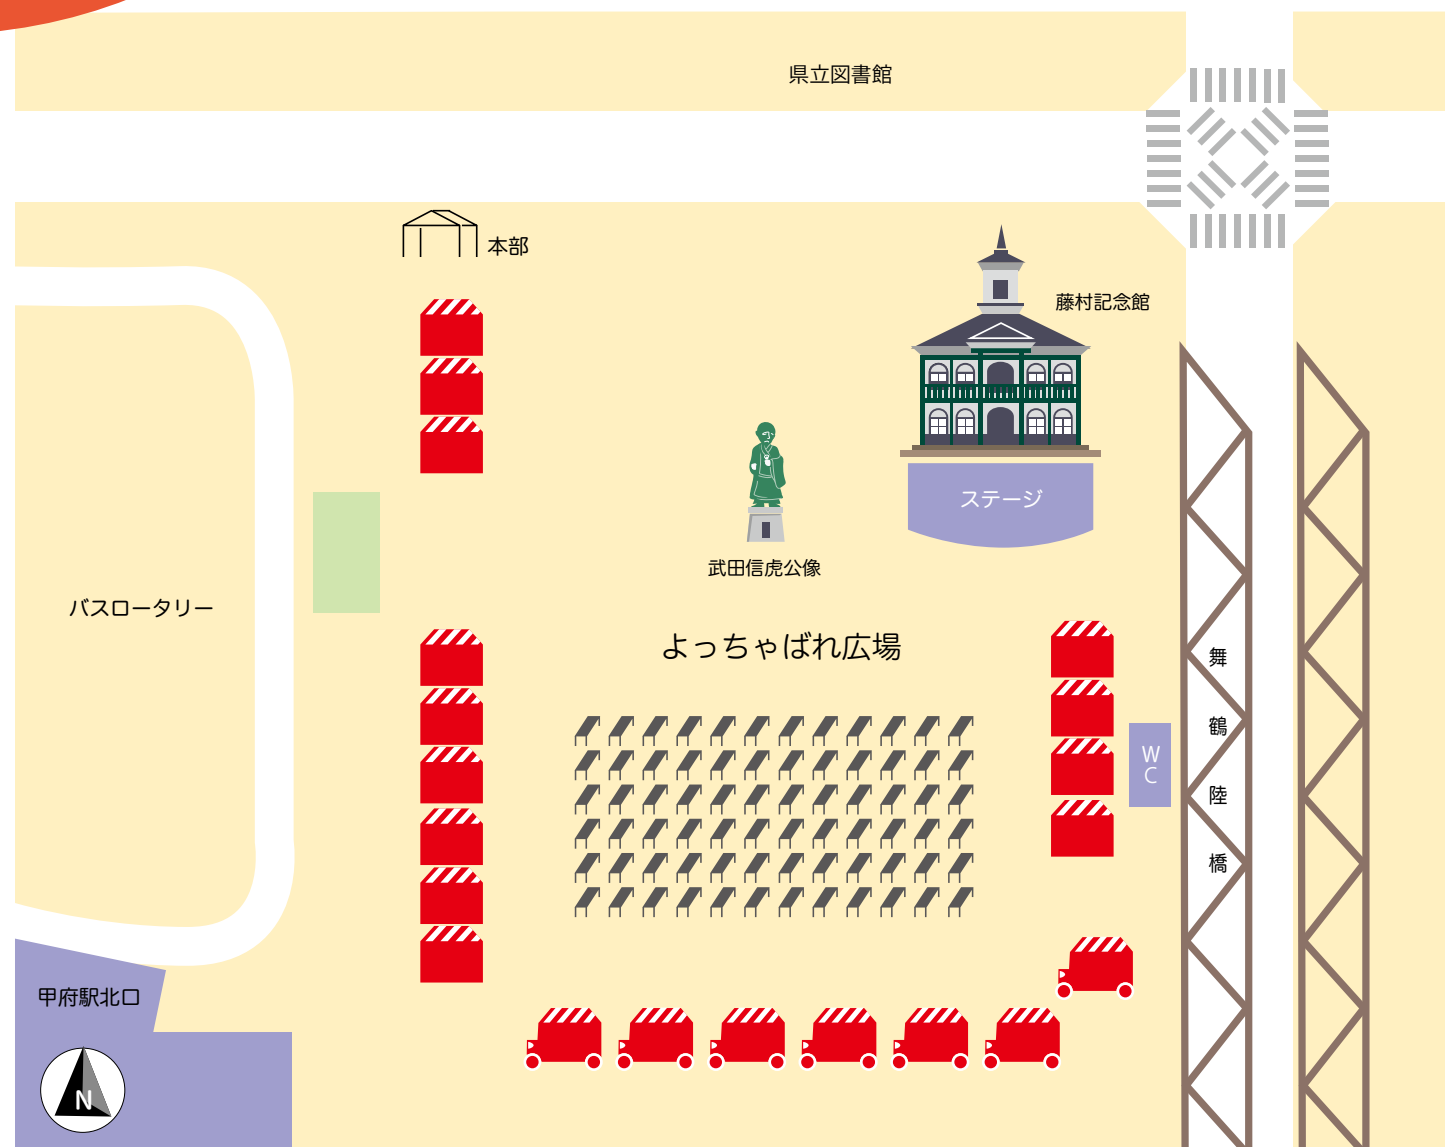 県立図書館
本部
藤村記念館
ステージ
武田信虎公像
バスロータリー
よっちゃばれ広場
舞鶴陸橋
WC
甲府駅北口
N